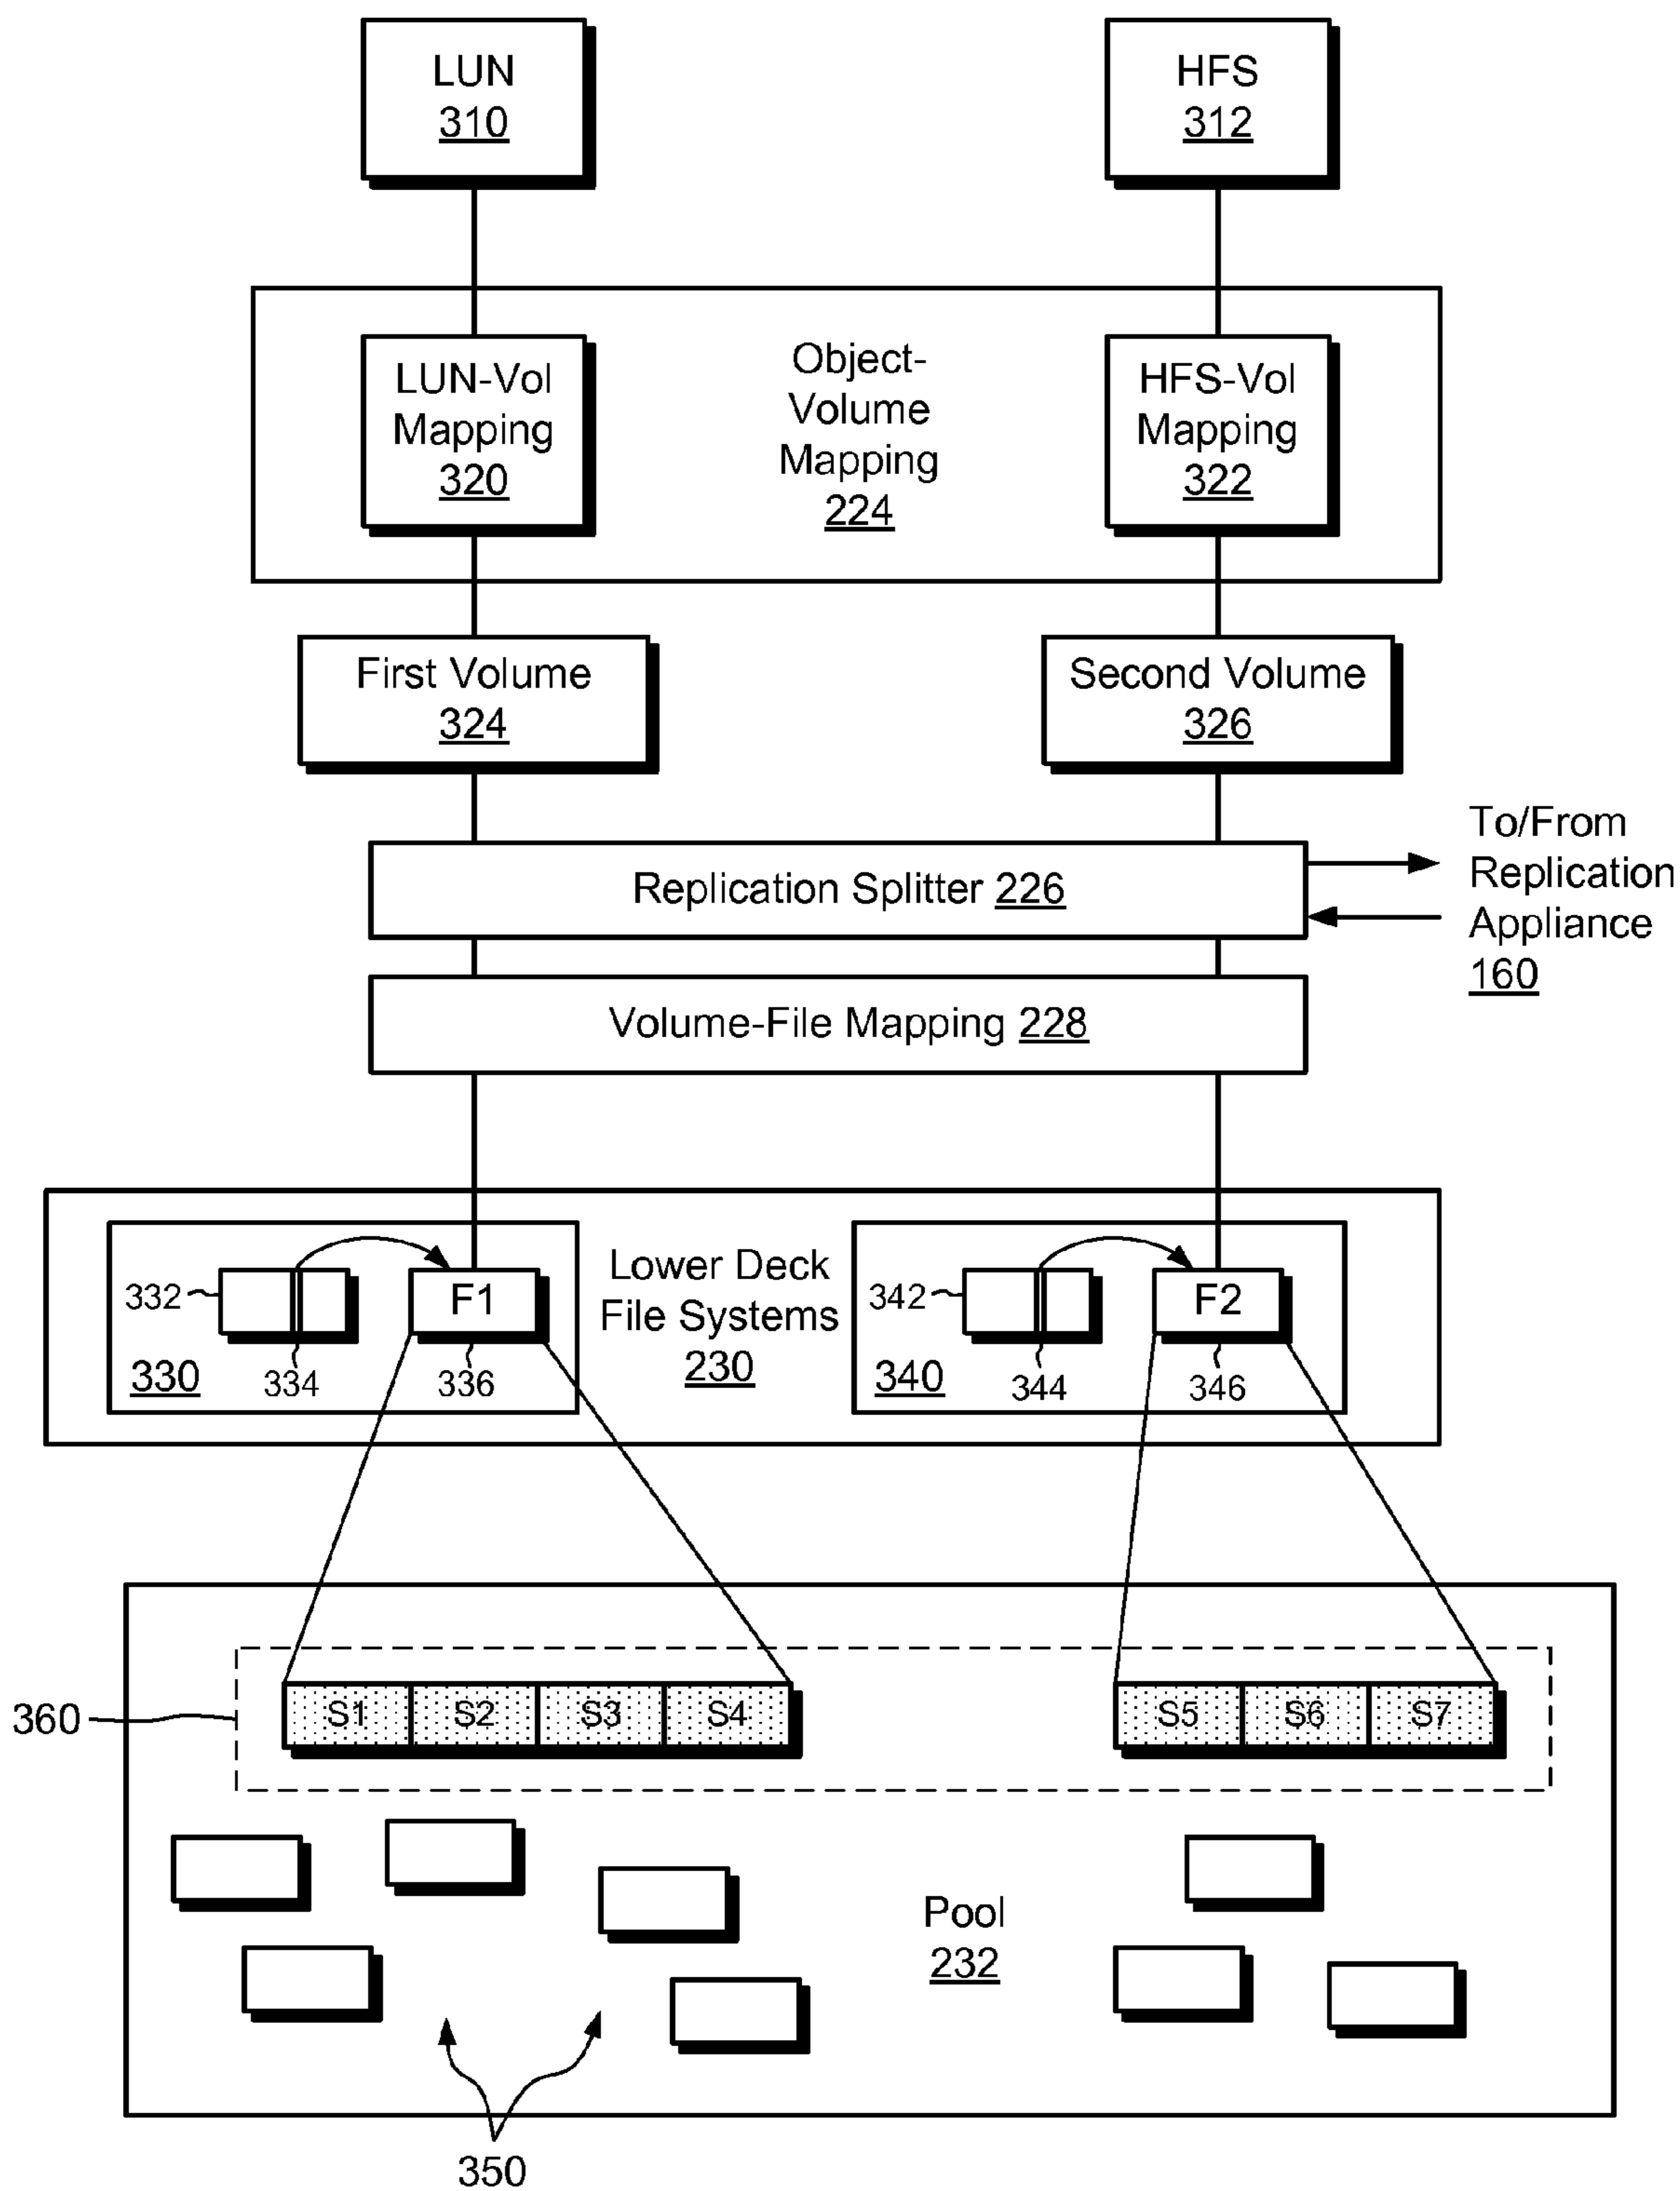 LUN
310
HFS
312
LUN-Vol
Mapping
320
Object-
Volume
Mapping
224
HFS-Vol
Mapping
322
First Volume
324
Second Volume
326
Replication Splitter 226
To/From
Replication
Appliance
160
Volume-File Mapping 228
332
F1
330
334
336
Lower Deck
File Systems
230
342
F2
340
344
346
360
S1
S2
S3
S4
S5
S6
S7
Pool
232
350